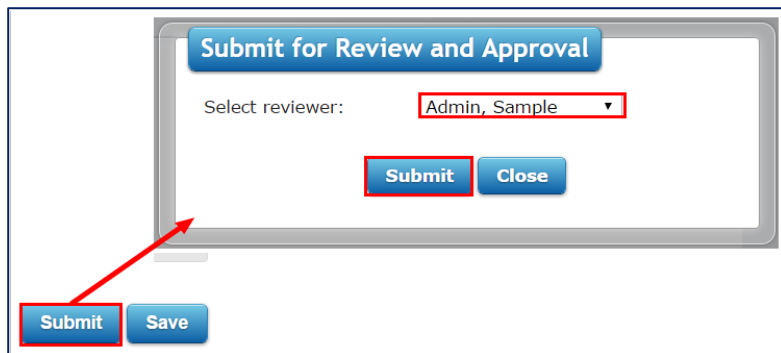 Submit for Review and Approval
Select reviewer: Admin, Sample
Submit Close
Submit Save